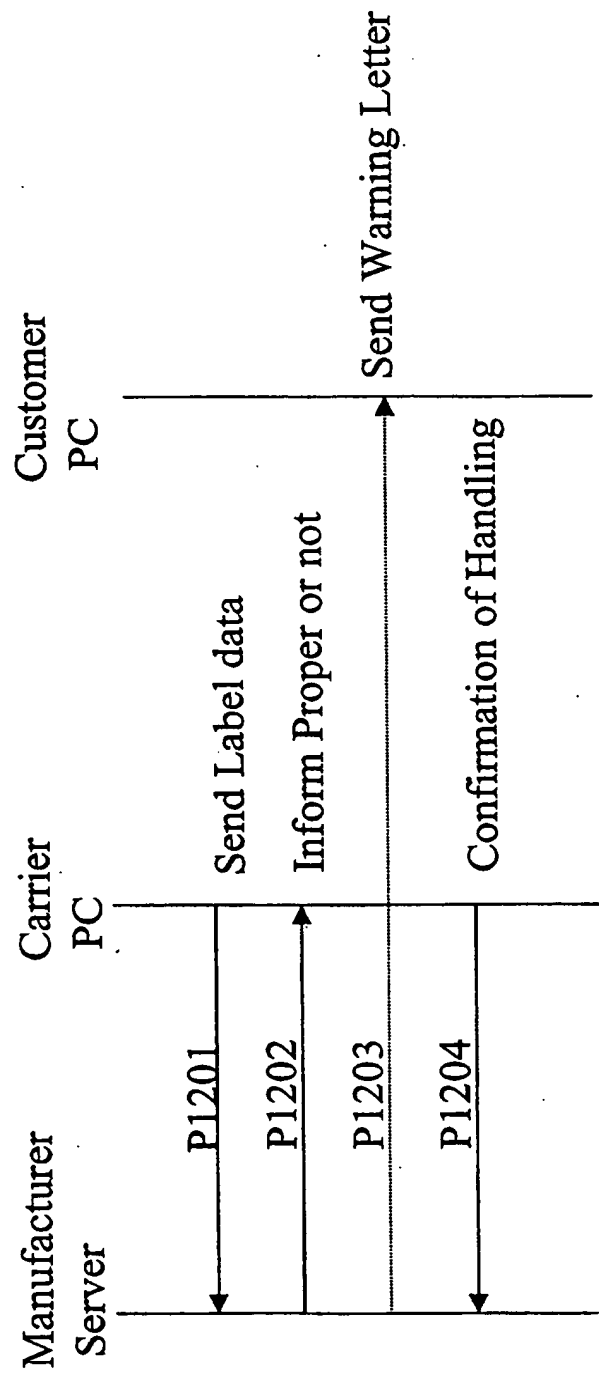 Manufacturer
Server
Carrier
PC
Customer
PC
P1201
Send Label data
P1202
Inform Proper or not
P1203
Send Warning Letter
P1204
Confirmation of Handling